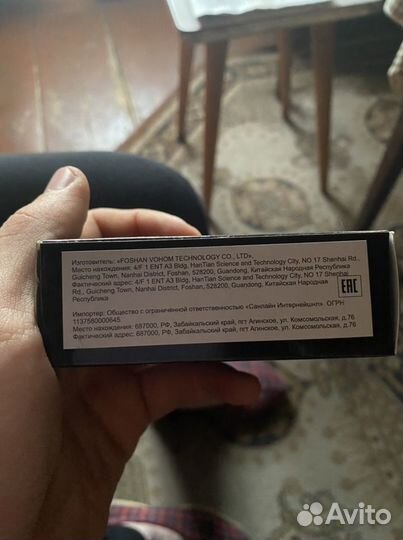 Изготовитель: «FOSHAN VOHOM TECHNOLOGY CO., LTD».
Место нахождения: 4/F 1 ENT A3 Bldg, HanTian Science and Technology City, NO.17 Shenhai Rd.,
Guicheng Town, Nanhai District, Foshan, 528200, Guandong, Китайская Народная Республика
Фактический адрес: 4/F 1 ENT A3 Bldg, HanTian Science and Technology City, NO.17 Shenhai
Rd., Guicheng Town, Nanhai District, Foshan, 528200, Guandong, Китайская Народная
Республика
EAC
Импортер: Общество с ограниченной ответственностью «Санлайн Интернейшнл». ОГРН
1137580000645.
Место нахождения: 687000, РФ, Забайкальский край, пгт Агинское, ул. Комсомольская, д.76
Фактический адрес: 687000, РФ, Забайкальский край, пгт Агинское, ул. Комсомольская, д.76
Avito